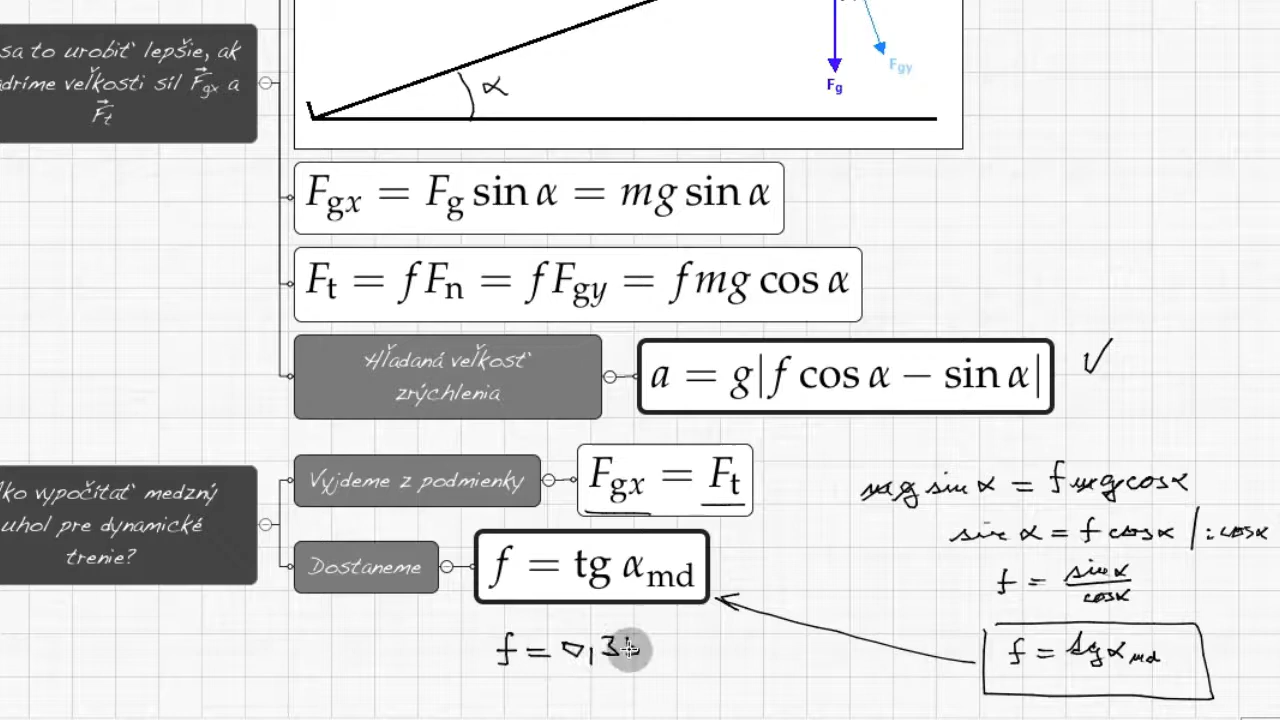 sa to urobiť lepšie, ak
veľkosti síl F⃗gx a
F⃗t
α
Fg
Fgy
Fgx = Fg sin α = mg sin α
Ft = fFn = fFgy = fmg cos α
Hľadaná veľkosť
zrýchlenia
a = g|f cos α − sin α|
✓
ko vypočítať medzný
uhol pre dynamické
trenie?
Vyjdeme z podmienky
Fgx = Ft
Dostaneme
f = tg αmd
f = 0,3
mg sin α = f mg cos α
sin α = f cos α /: cos α
f = sin α / cos α
f = tg αmd